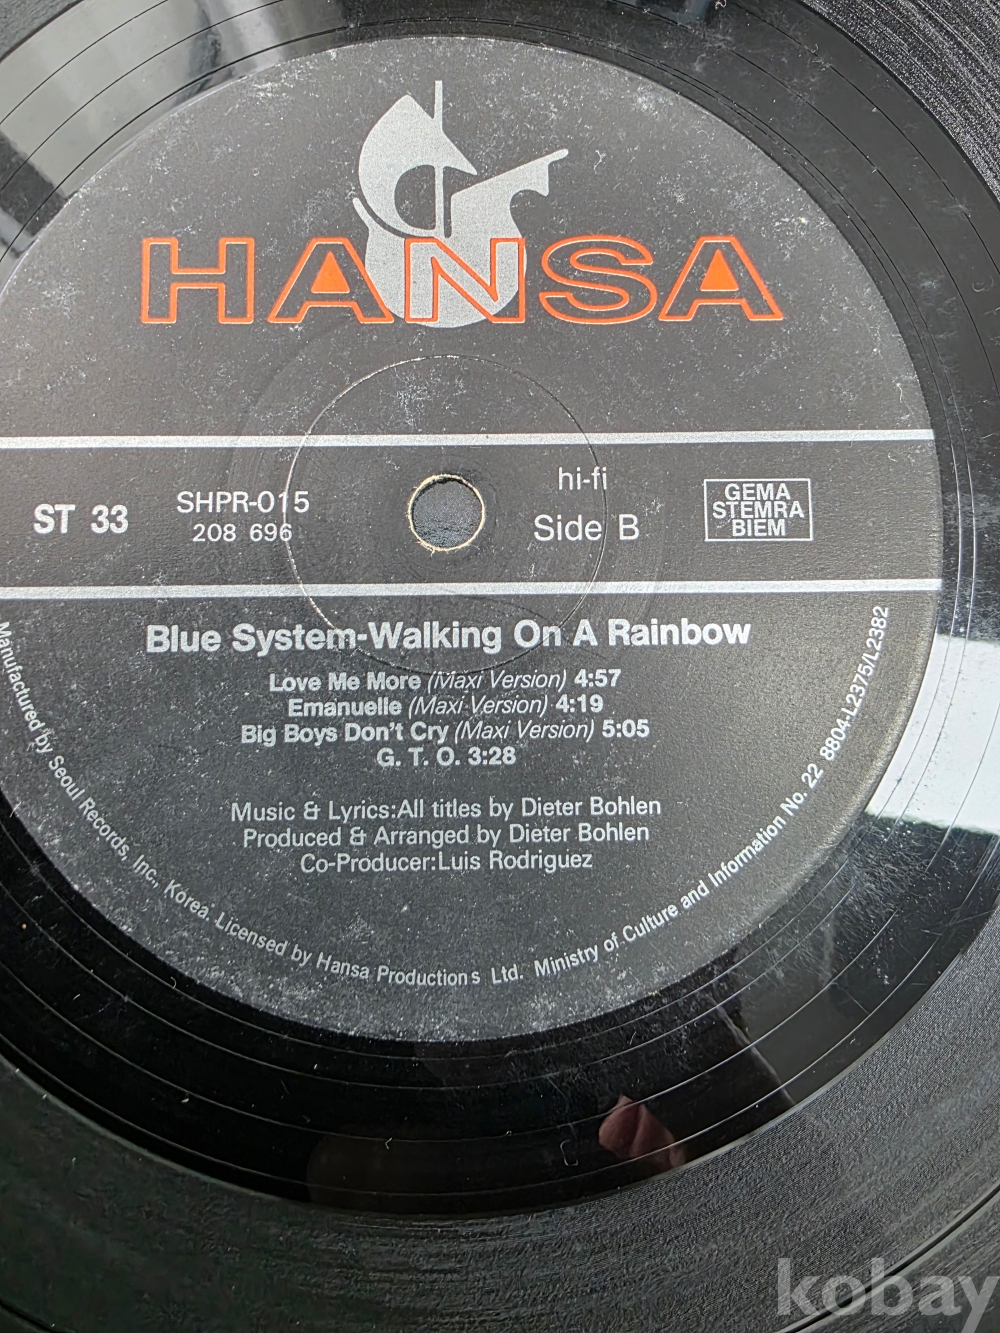 HANSA
ST 33
SHPR-015
208 696
hi-fi
Side B
GEMA
STEMRA
BIEM
Blue System-Walking On A Rainbow
Love Me More (Maxi Version) 4:57
Emanuelle (Maxi Version) 4:19
Big Boys Don't Cry (Maxi Version) 5:05
G. T. O. 3:28
Music & Lyrics:All titles by Dieter Bohlen
Produced & Arranged by Dieter Bohlen
Co-Producer:Luis Rodriguez
Manufactured by Seoul Records, Inc., Korea. Licensed by Hansa Productions Ltd. Ministry of Culture and Information No. 22 8804-L2375/L2382
kobay